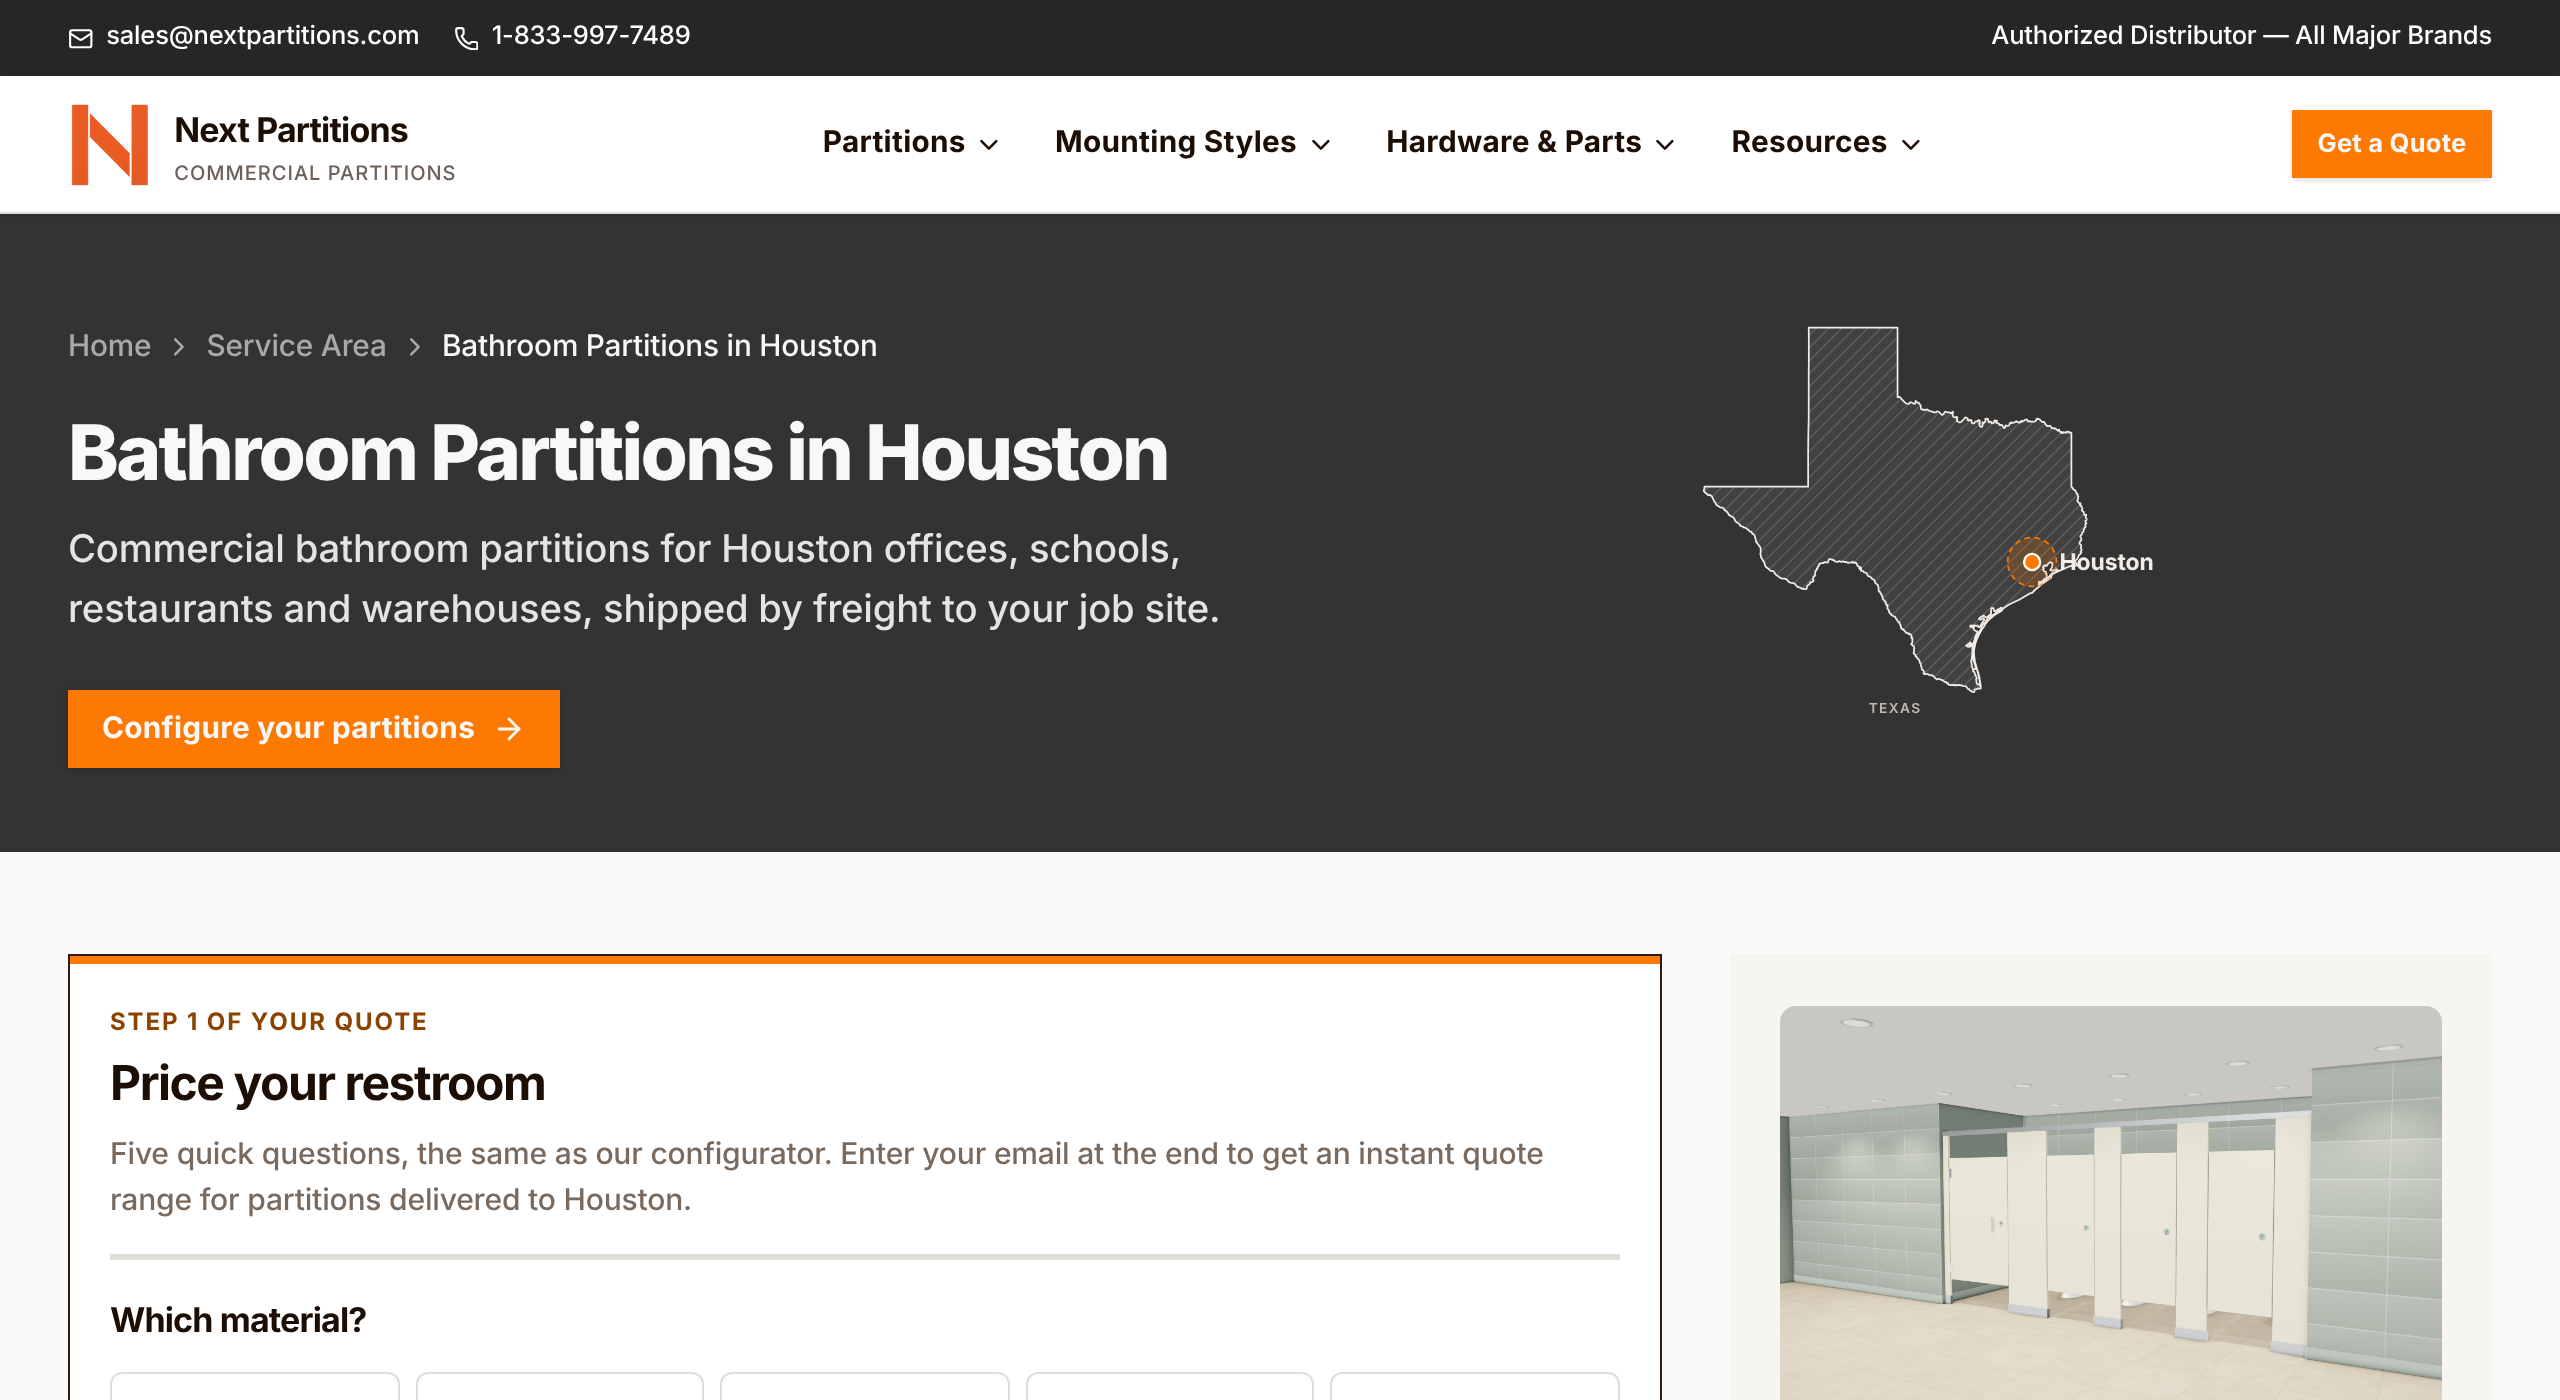 sales@nextpartitions.com
1-833-997-7489
Authorized Distributor — All Major Brands
Next Partitions
COMMERCIAL PARTITIONS
Partitions
Mounting Styles
Hardware & Parts
Resources
Get a Quote
Home
Service Area
Bathroom Partitions in Houston
Bathroom Partitions in Houston
Commercial bathroom partitions for Houston offices, schools,
restaurants and warehouses, shipped by freight to your job site.
Configure your partitions
Houston
TEXAS
STEP 1 OF YOUR QUOTE
Price your restroom
Five quick questions, the same as our configurator. Enter your email at the end to get an instant quote
range for partitions delivered to Houston.
Which material?